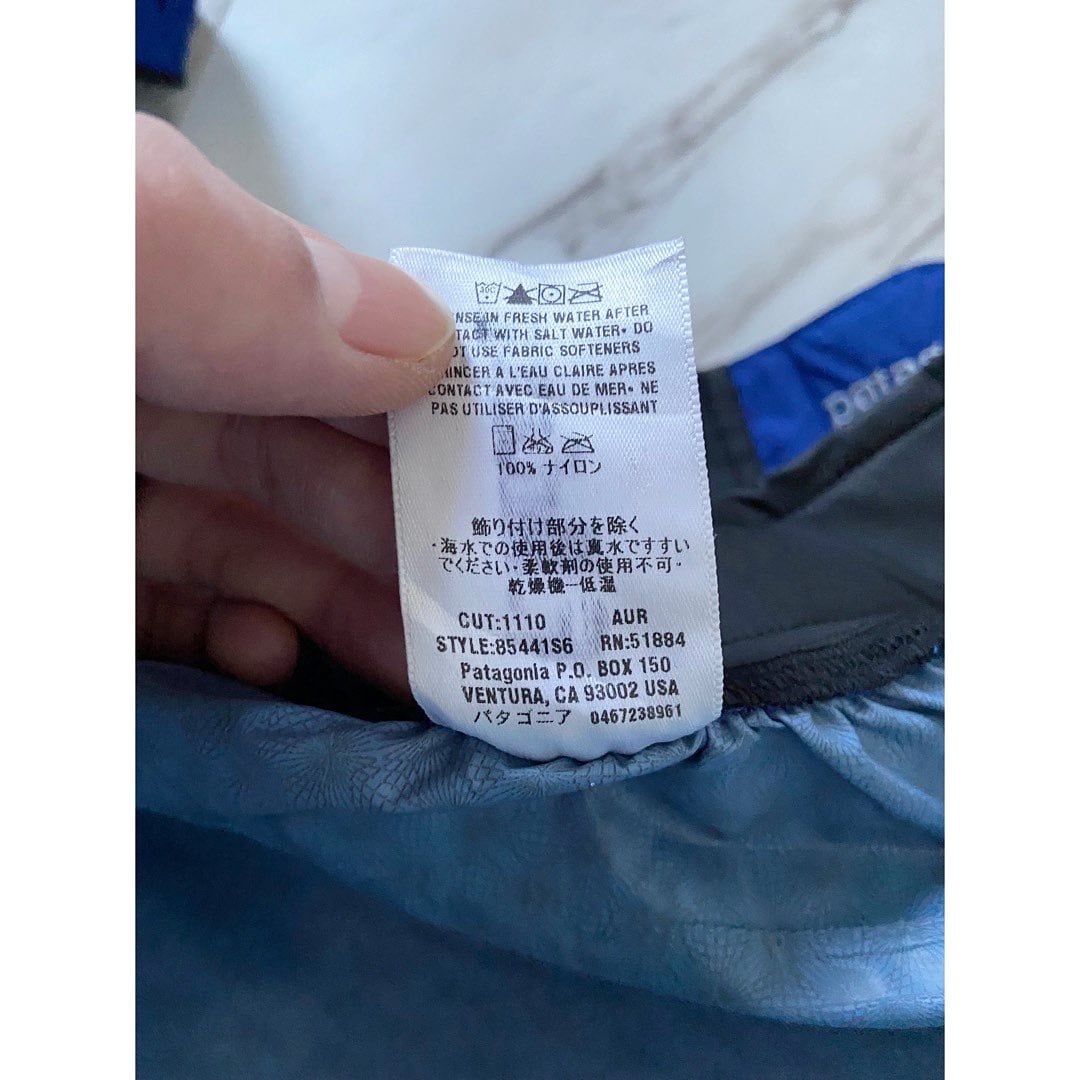 30C
IN FRESH WATER AFTER
WITH SALT WATER• DO
USE FABRIC SOFTENERS
A L'EAU CLAIRE APRES
CONTACT AVEC EAU DE MER• NE
PAS UTILISER D'ASSOUPLISSANT
100% ナイロン
飾り付け部分を除く
・海水での使用後は真水ですすい
でください・柔軟剤の使用不可・
乾燥機ー低温
CUT:1110 AUR
STYLE:85441S6 RN:51884
Patagonia P.O. BOX 150
VENTURA, CA 93002 USA
パタゴニア 0467238961